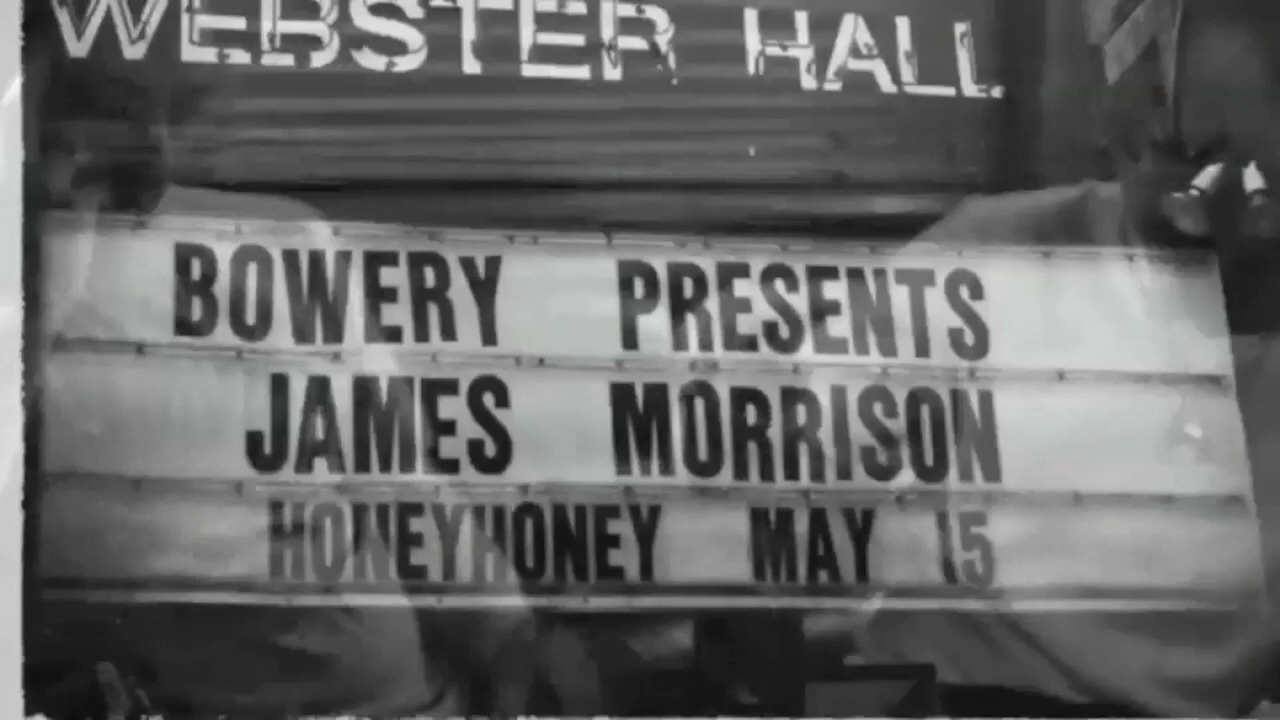 WEBSTER HALL
BOWERY PRESENTS
JAMES MORRISON
HONEYHONEY MAY 15